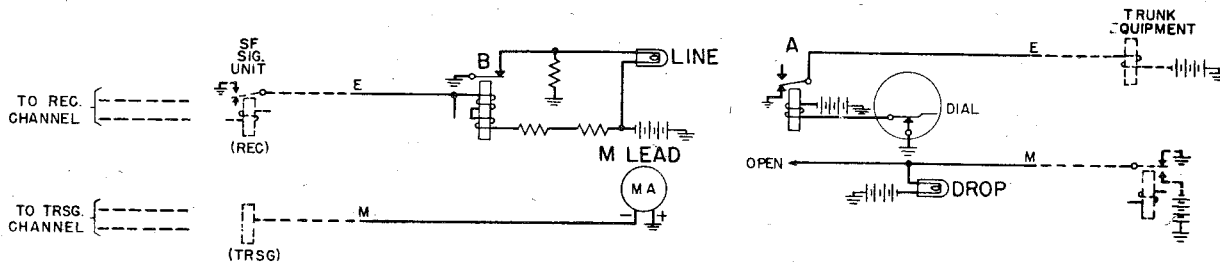 SF
SIG.
UNIT
TO REC.
CHANNEL
(REC)
E
B
LINE
M LEAD
MA
- +
TO TRSG.
CHANNEL
M
(TRSG)
A
E
TRUNK
EQUIPMENT
DIAL
OPEN
M
DROP